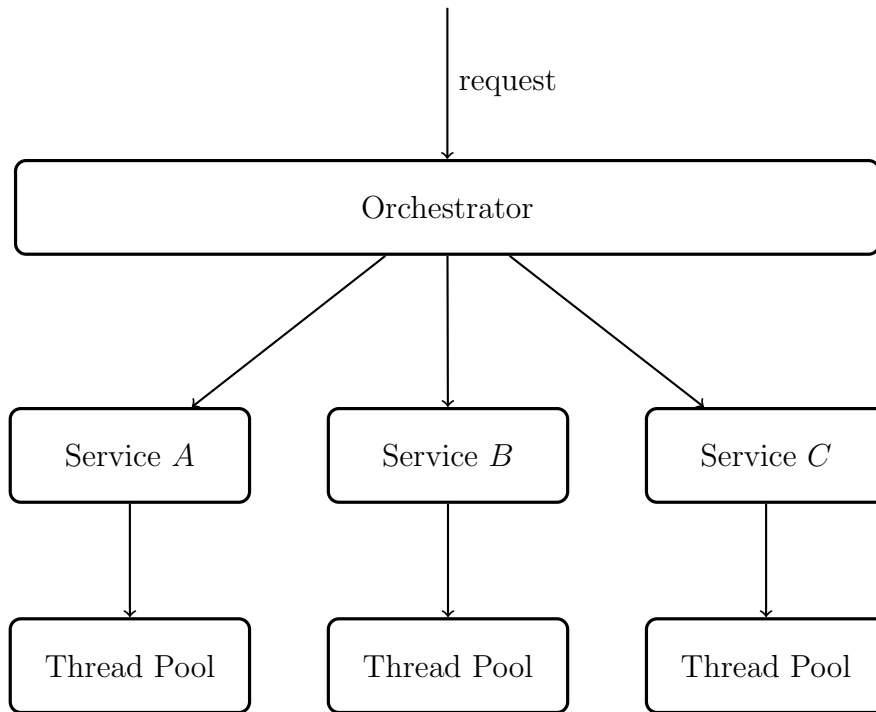 request
Orchestrator
Service A
Service B
Service C
Thread Pool
Thread Pool
Thread Pool